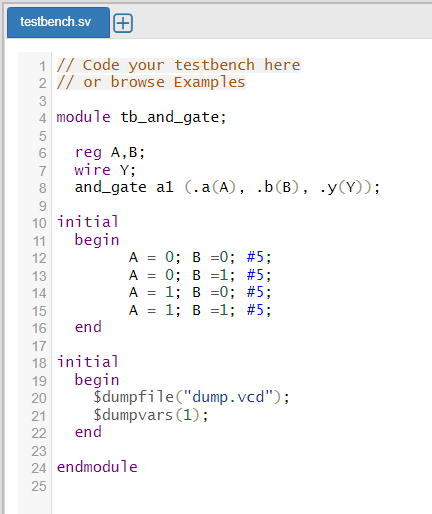 testbench.sv
1 // Code your testbench here
2 // or browse Examples
3
4 module tb_and_gate;
5
6   reg A,B;
7   wire Y;
8   and_gate a1 (.a(A), .b(B), .y(Y));
9
10 initial
11   begin
12         A = 0; B =0; #5;
13         A = 0; B =1; #5;
14         A = 1; B =0; #5;
15         A = 1; B =1; #5;
16   end
17
18 initial
19   begin
20     $dumpfile("dump.vcd");
21     $dumpvars(1);
22   end
23
24 endmodule
25